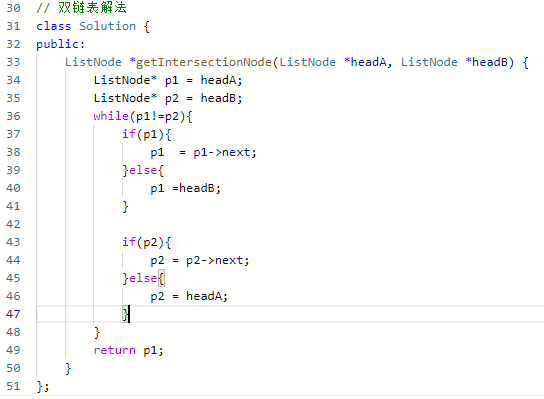 30 // 双链表解法
31 class Solution {
32 public:
33     ListNode *getIntersectionNode(ListNode *headA, ListNode *headB) {
34         ListNode* p1 = headA;
35         ListNode* p2 = headB;
36         while(p1!=p2){
37             if(p1){
38                 p1  = p1->next;
39             }else{
40                 p1 =headB;
41             }
42
43             if(p2){
44                 p2 = p2->next;
45             }else{
46                 p2 = headA;
47             }
48         }
49         return p1;
50     }
51 };